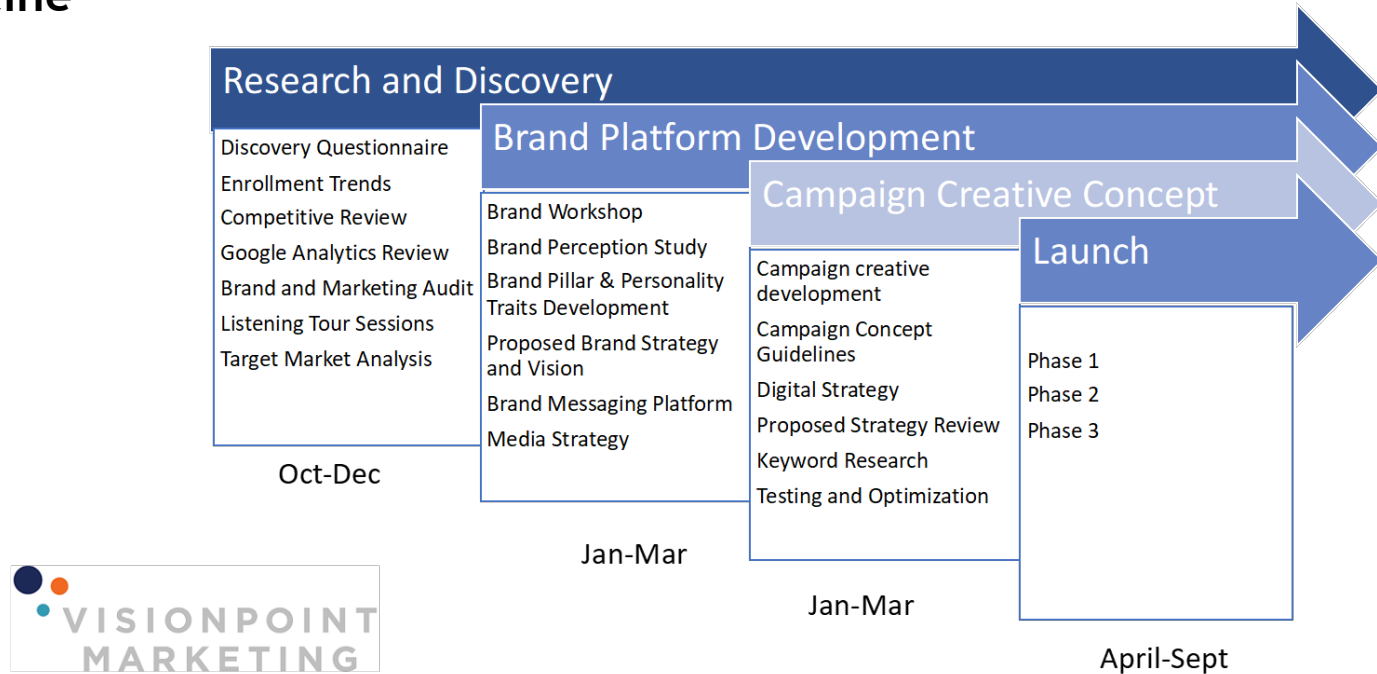 Research and Discovery
Discovery Questionnaire
Enrollment Trends
Competitive Review
Google Analytics Review
Brand and Marketing Audit
Listening Tour Sessions
Target Market Analysis
Oct-Dec
Brand Platform Development
Brand Workshop
Brand Perception Study
Brand Pillar & Personality
Traits Development
Proposed Brand Strategy
and Vision
Brand Messaging Platform
Media Strategy
Jan-Mar
Campaign Creative Concept
Campaign creative
development
Campaign Concept
Guidelines
Digital Strategy
Proposed Strategy Review
Keyword Research
Testing and Optimization
Jan-Mar
Launch
Phase 1
Phase 2
Phase 3
April-Sept
VISIONPOINT
MARKETING